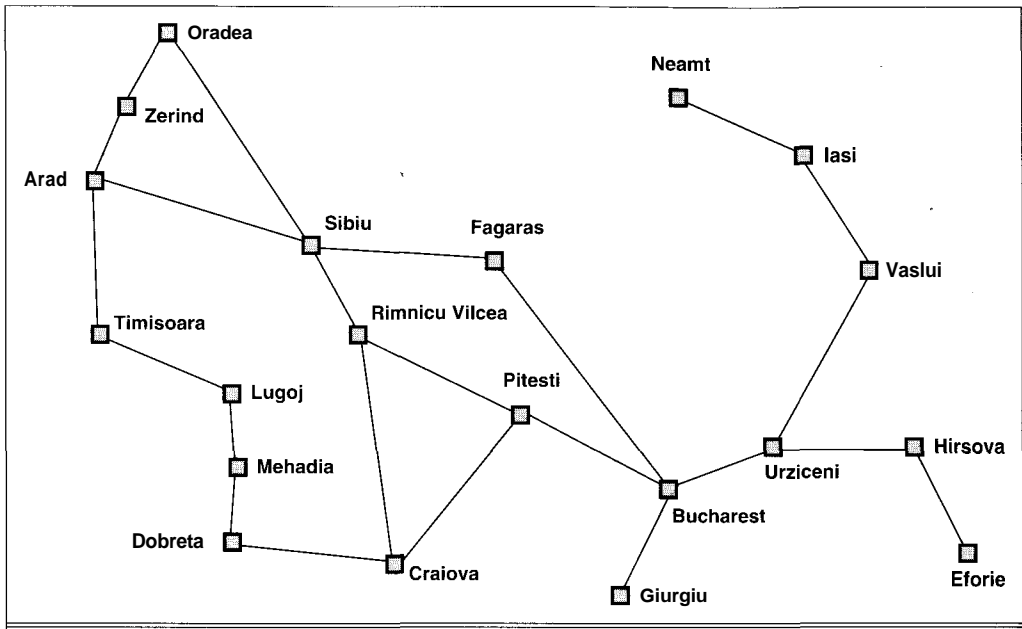 Oradea
Neamt
Zerind
Iasi
Arad
Sibiu
Fagaras
Vaslui
Timisoara
Rimnicu Vilcea
Pitesti
Lugoj
Hirsova
Mehadia
Urziceni
Bucharest
Dobreta
Craiova
Eforie
Giurgiu